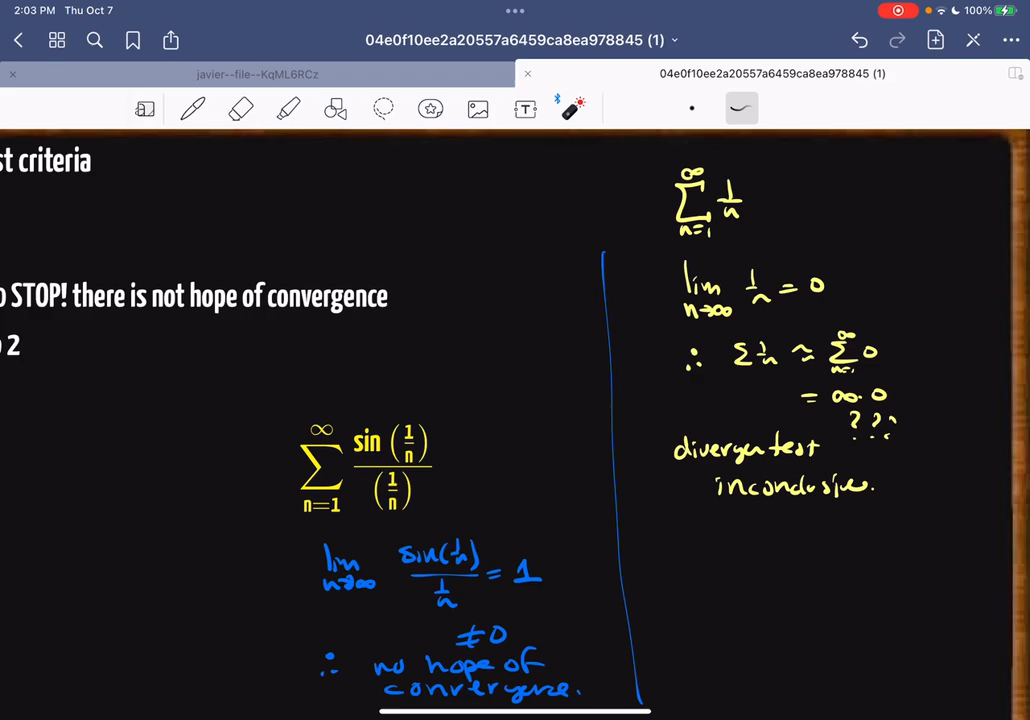 2:03 PM Thu Oct 7
100%
04e0f10ee2a20557a6459ca8ea978845 (1)
javier--file--KqML6RCz
04e0f10ee2a20557a6459ca8ea978845 (1)
T
st criteria
o STOP! there is not hope of convergence
o 2
∞
∑ sin (1/n) / (1/n)
n=1
lim sin(1/n) / 1/n = 1
n→∞
≠0
∴ no hope of
convergence.
∞
∑ 1/n
n=1
lim 1/n = 0
n→∞
∴ ∑ 1/n ≈ ∞∑n=1 0
= ∞·0
???
divergen test
inconclusive.